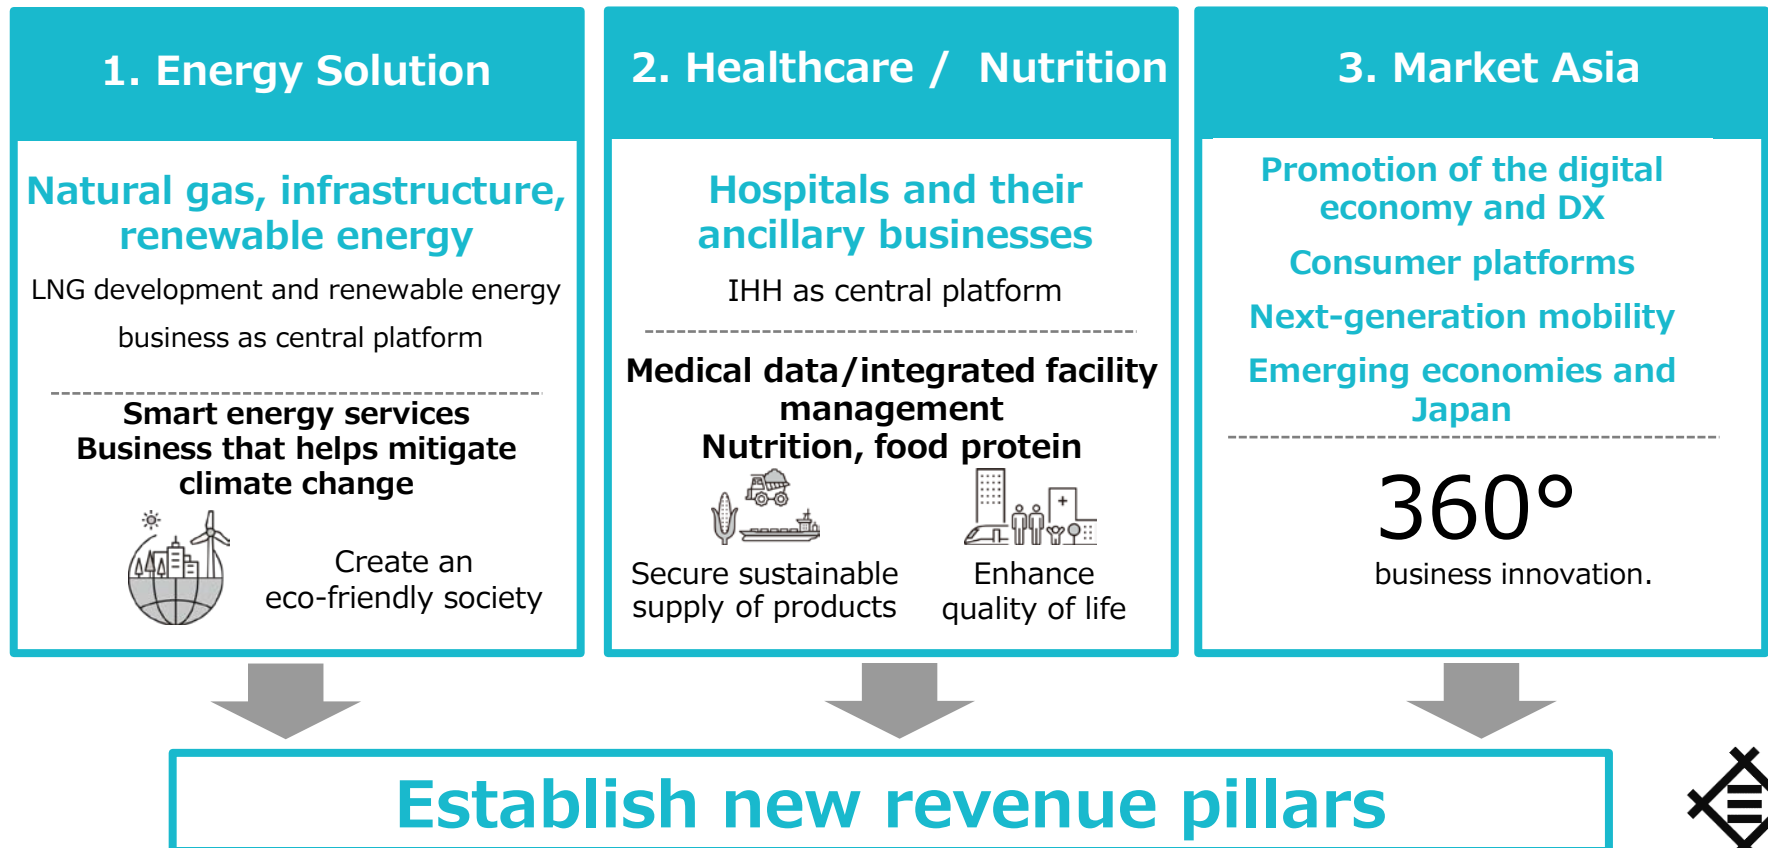 1. Energy Solution
Natural gas, infrastructure,
renewable energy
LNG development and renewable energy
business as central platform
Smart energy services
Business that helps mitigate
climate change
Create an
eco-friendly society
2. Healthcare / Nutrition
Hospitals and their
ancillary businesses
IHH as central platform
Medical data/integrated facility
management
Nutrition, food protein
Secure sustainable
supply of products
Enhance
quality of life
3. Market Asia
Promotion of the digital
economy and DX
Consumer platforms
Next-generation mobility
Emerging economies and
Japan
360°
business innovation.
Establish new revenue pillars